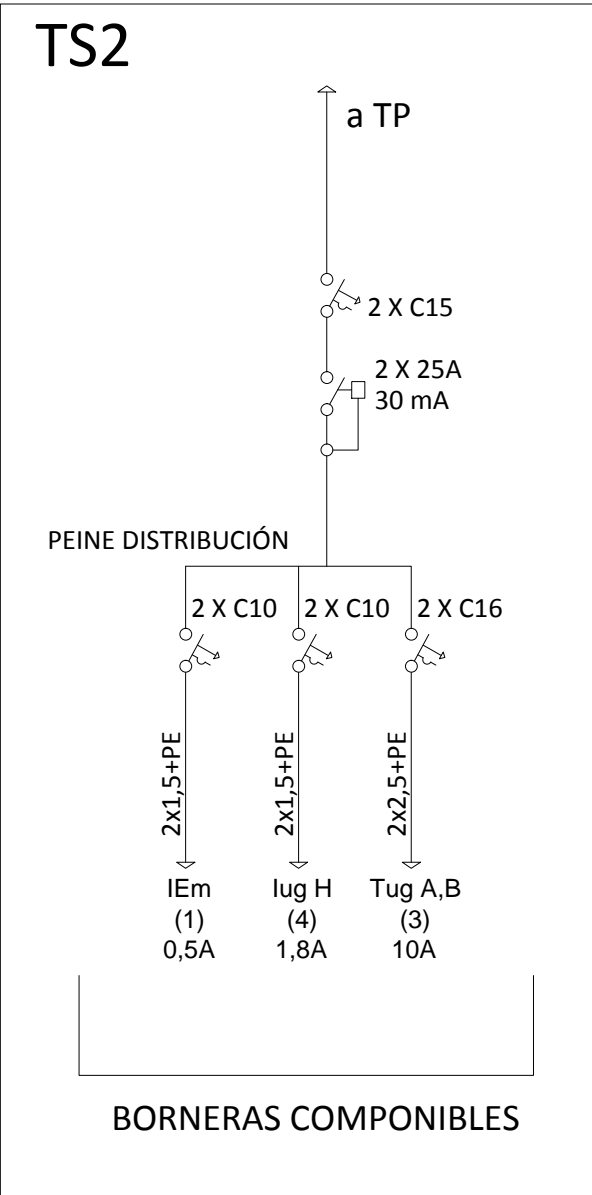 TS2
a TP
2 X C15
2 X 25A
30 mA
PEINE DISTRIBUCIÓN
2 X C10
2 X C10
2 X C16
2x1,5+PE
2x1,5+PE
2x2,5+PE
IEm
(1)
0,5A
Iug H
(4)
1,8A
Tug A,B
(3)
10A
BORNERAS COMPONIBLES